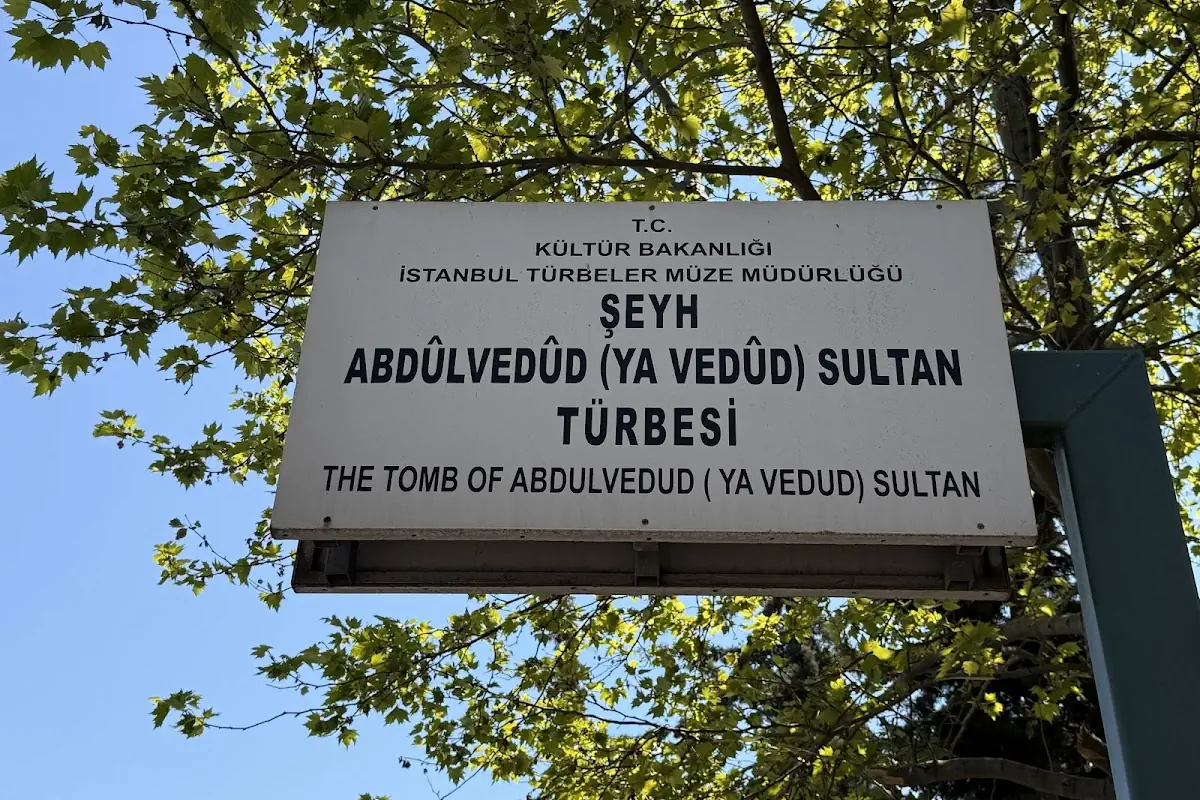 T.C.
KÜLTÜR BAKANLIĞI
İSTANBUL TÜRBELER MÜZE MÜDÜRLÜĞÜ
ŞEYH
ABDÛLVEDÛD (YA VEDÛD) SULTAN
TÜRBESİ
THE TOMB OF ABDULVEDUD ( YA VEDUD) SULTAN